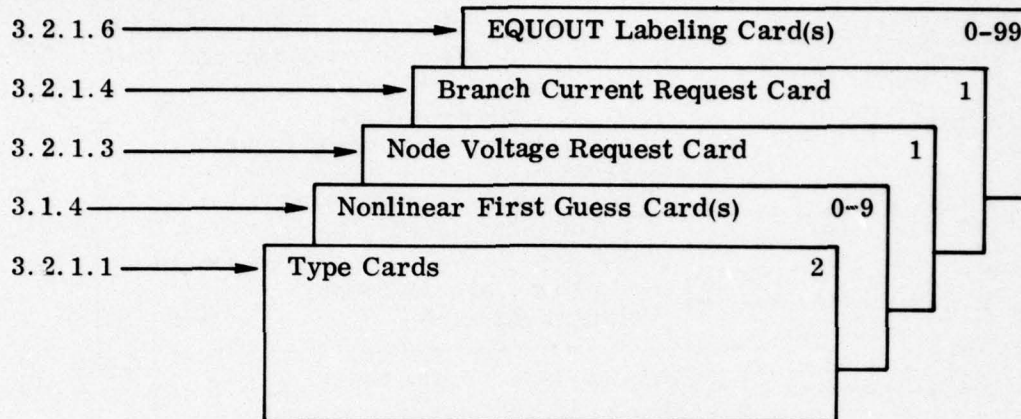 3.2.1.6 EQUOUT Labeling Card(s) 0-99
3.2.1.4 Branch Current Request Card 1
3.2.1.3 Node Voltage Request Card 1
3.1.4 Nonlinear First Guess Card(s) 0-9
3.2.1.1 Type Cards 2